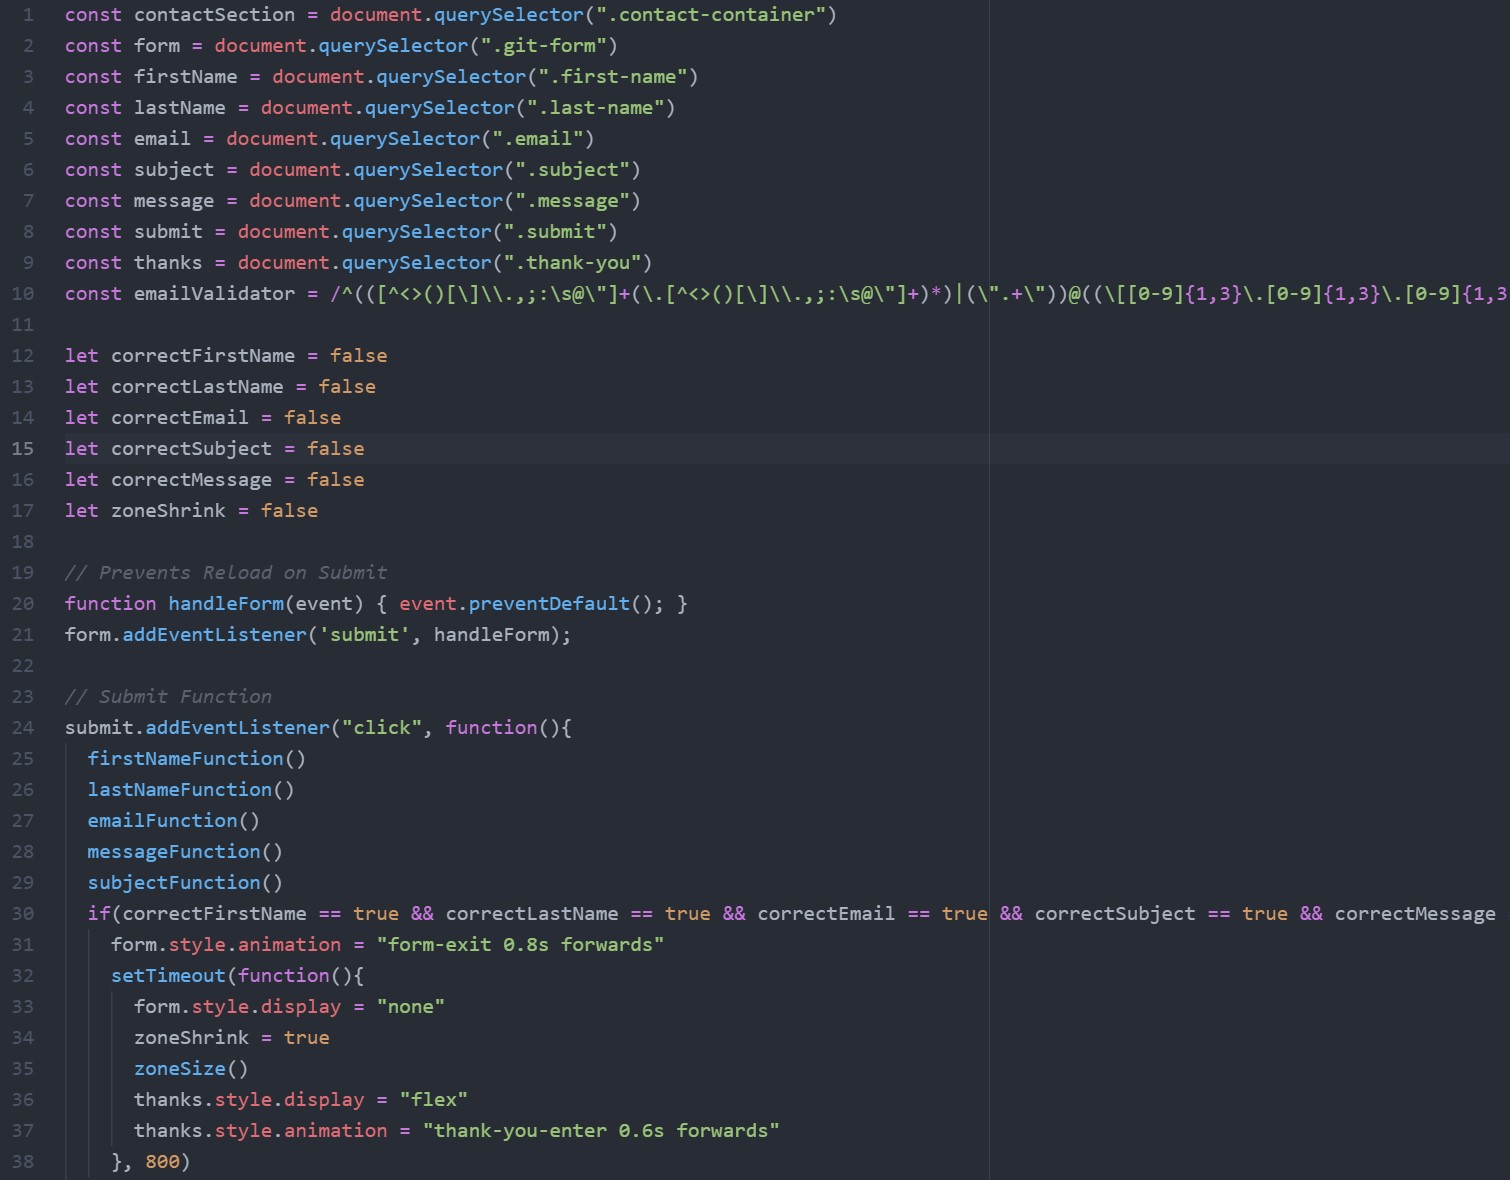 1 const contactSection = document.querySelector(".contact-container")
2 const form = document.querySelector(".git-form")
3 const firstName = document.querySelector(".first-name")
4 const lastName = document.querySelector(".last-name")
5 const email = document.querySelector(".email")
6 const subject = document.querySelector(".subject")
7 const message = document.querySelector(".message")
8 const submit = document.querySelector(".submit")
9 const thanks = document.querySelector(".thank-you")
10 const emailValidator = /^(([^<>()[\]\\.,;:\s@\"]+(\.[^<>()[\]\\.,;:\s@\"]+)*)|(\".+\"))@((\[[0-9]{1,3}\.[0-9]{1,3}\.[0-9]{1,3
11
12 let correctFirstName = false
13 let correctLastName = false
14 let correctEmail = false
15 let correctSubject = false
16 let correctMessage = false
17 let zoneShrink = false
18
19 // Prevents Reload on Submit
20 function handleForm(event) { event.preventDefault(); }
21 form.addEventListener('submit', handleForm);
22
23 // Submit Function
24 submit.addEventListener("click", function(){
25   firstNameFunction()
26   lastNameFunction()
27   emailFunction()
28   messageFunction()
29   subjectFunction()
30   if(correctFirstName == true && correctLastName == true && correctEmail == true && correctSubject == true && correctMessage
31     form.style.animation = "form-exit 0.8s forwards"
32     setTimeout(function(){
33       form.style.display = "none"
34       zoneShrink = true
35       zoneSize()
36       thanks.style.display = "flex"
37       thanks.style.animation = "thank-you-enter 0.6s forwards"
38     }, 800)